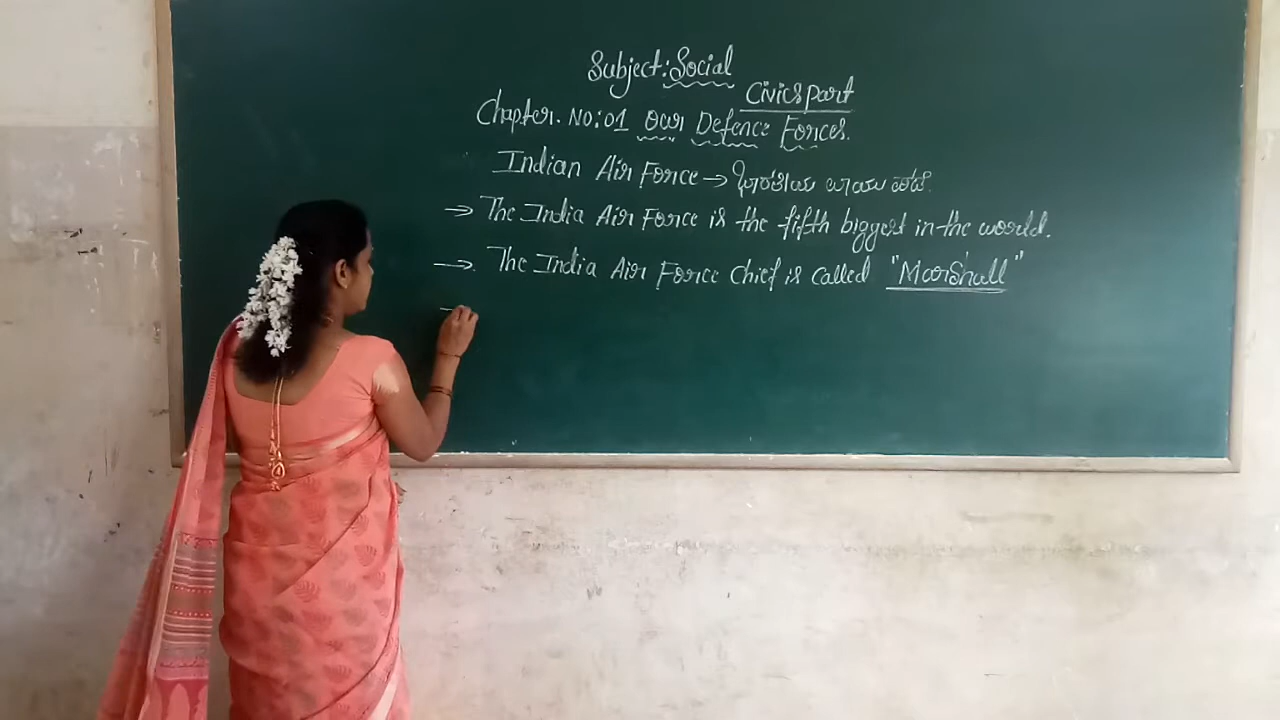 Subject: Social
Civics part
Chapter. No:01 Our Defence Forces.
Indian Air Force → ಭಾರತೀಯ ವಾಯು ಪಡೆ.
⇒ The India Air Force is the fifth biggest in the world.
→ The India Air Force Chief is called "Marshall"